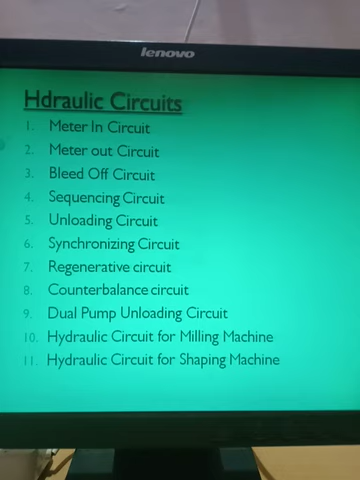 lenovo
Hdraulic Circuits
1. Meter In Circuit
2. Meter out Circuit
3. Bleed Off Circuit
4. Sequencing Circuit
5. Unloading Circuit
6. Synchronizing Circuit
7. Regenerative circuit
8. Counterbalance circuit
9. Dual Pump Unloading Circuit
10. Hydraulic Circuit for Milling Machine
11. Hydraulic Circuit for Shaping Machine